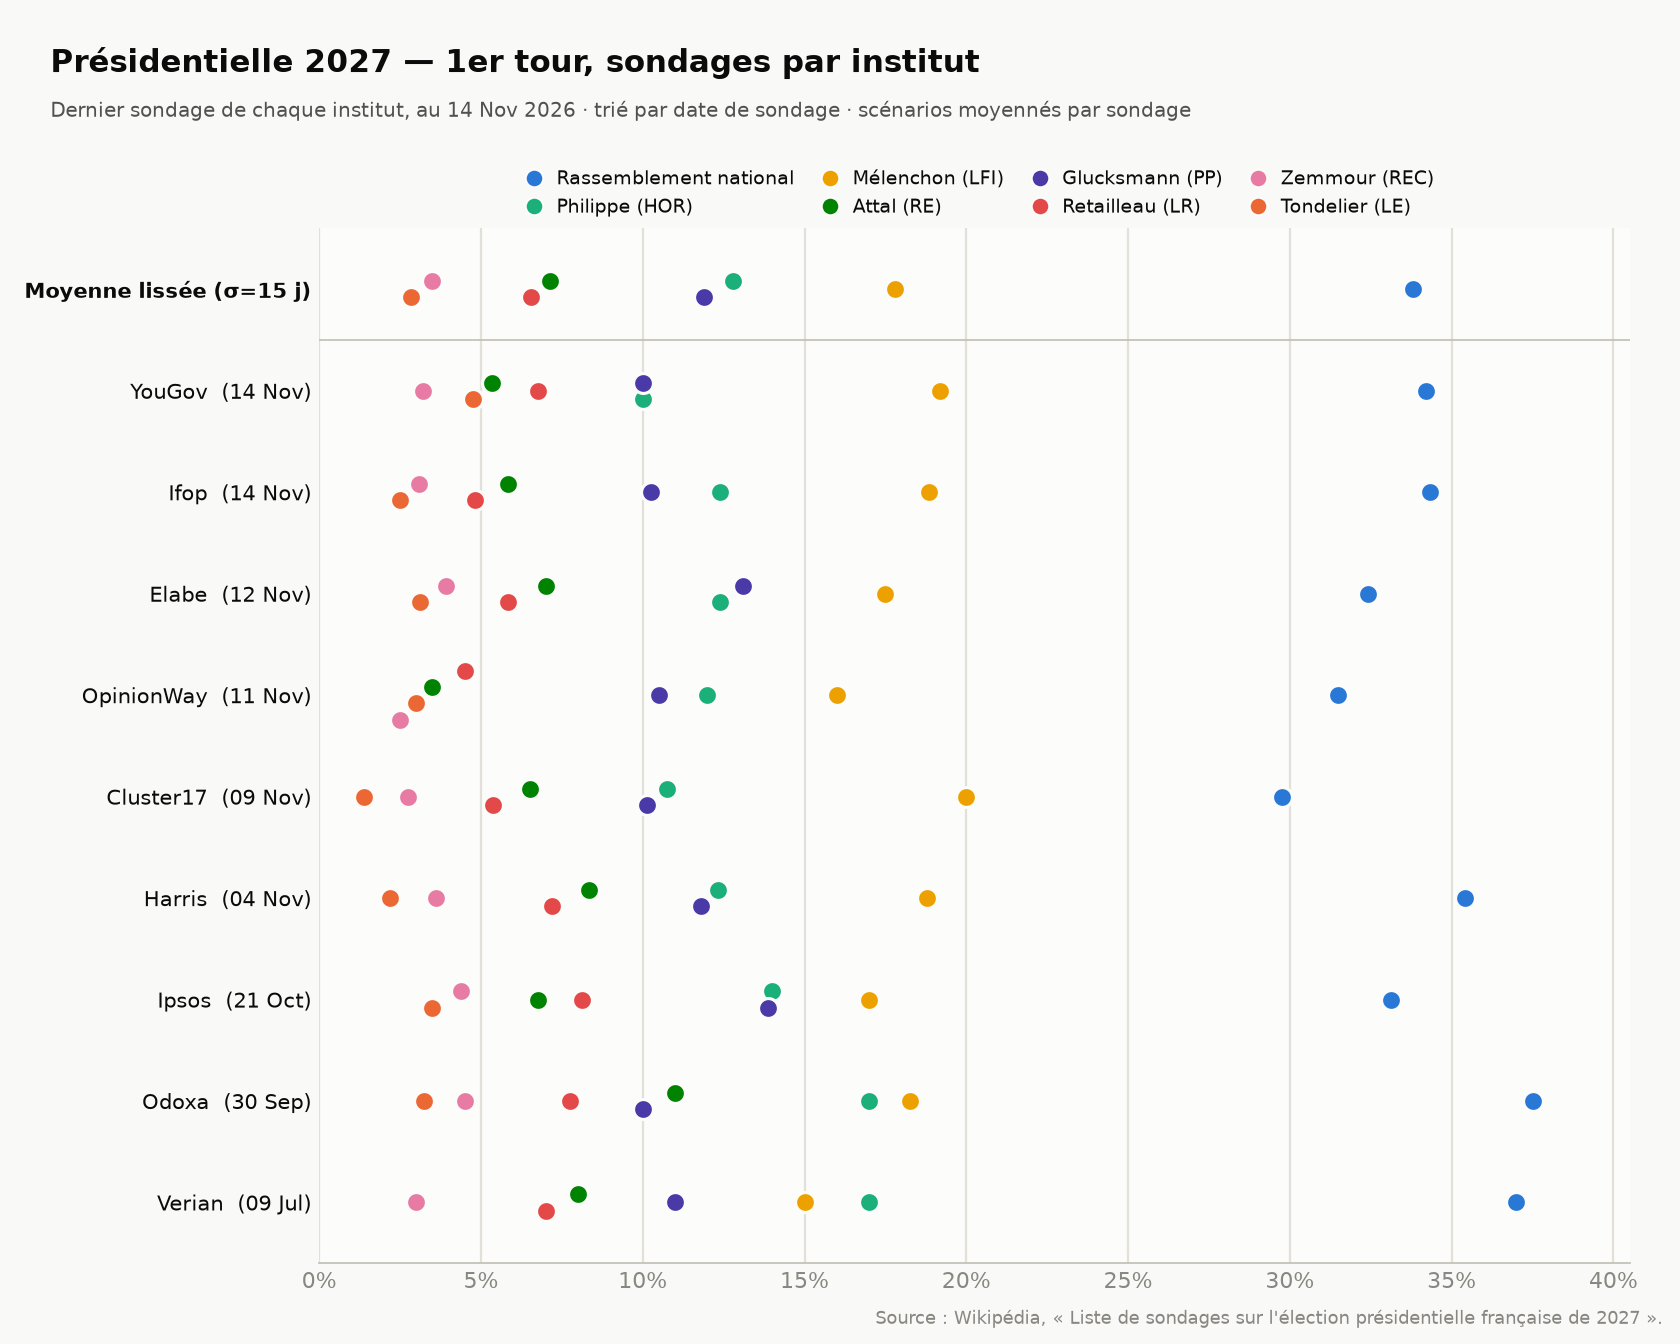 Présidentielle 2027 — 1er tour, sondages par institut
Dernier sondage de chaque institut, au 14 Nov 2026 · trié par date de sondage · scénarios moyennés par sondage
Rassemblement national Mélenchon (LFI) Glucksmann (PP) Zemmour (REC)
Philippe (HOR) Attal (RE) Retailleau (LR) Tondelier (LE)
Moyenne lissée (σ=15 j)
YouGov (14 Nov)
Ifop (14 Nov)
Elabe (12 Nov)
OpinionWay (11 Nov)
Cluster17 (09 Nov)
Harris (04 Nov)
Ipsos (21 Oct)
Odoxa (30 Sep)
Verian (09 Jul)
0% 5% 10% 15% 20% 25% 30% 35% 40%
Source : Wikipédia, « Liste de sondages sur l'élection présidentielle française de 2027 ».